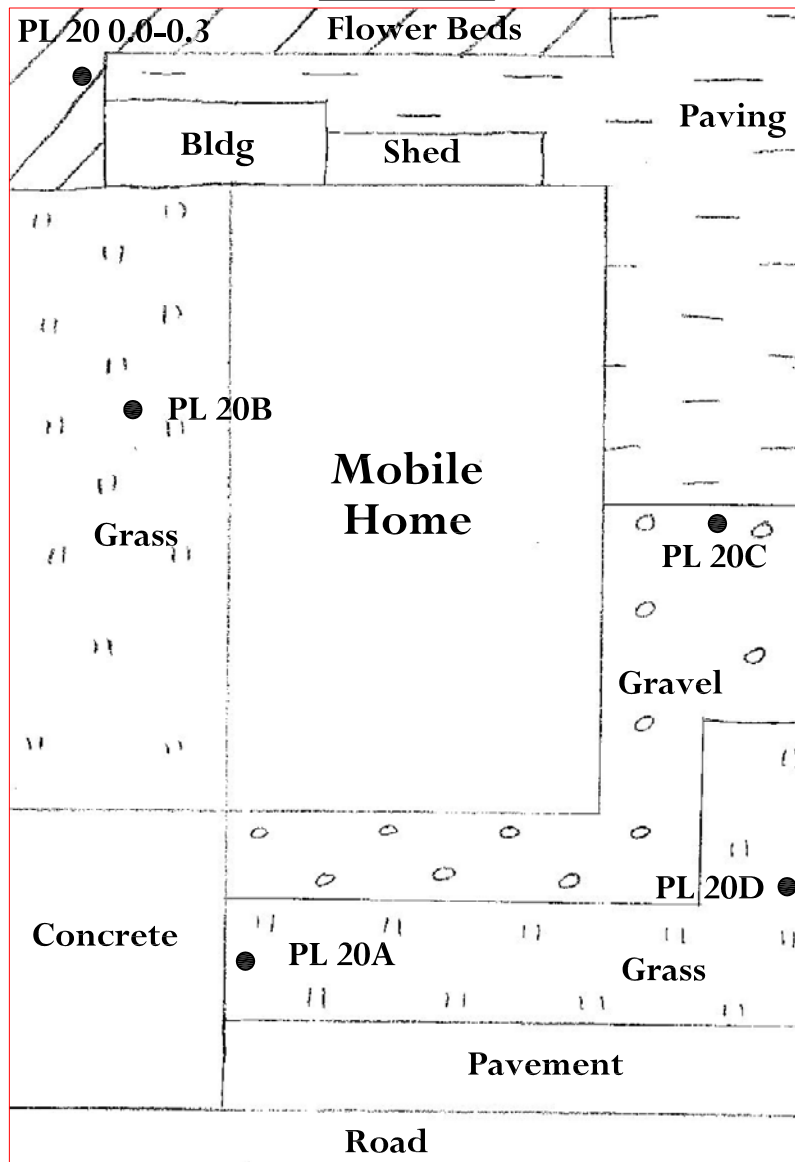 Flower Beds
PL 20 0.0-0.3
Paving
Bldg
Shed
PL 20B
Mobile
Home
Grass
PL 20C
Gravel
PL 20D
Concrete
PL 20A
Grass
Pavement
Road